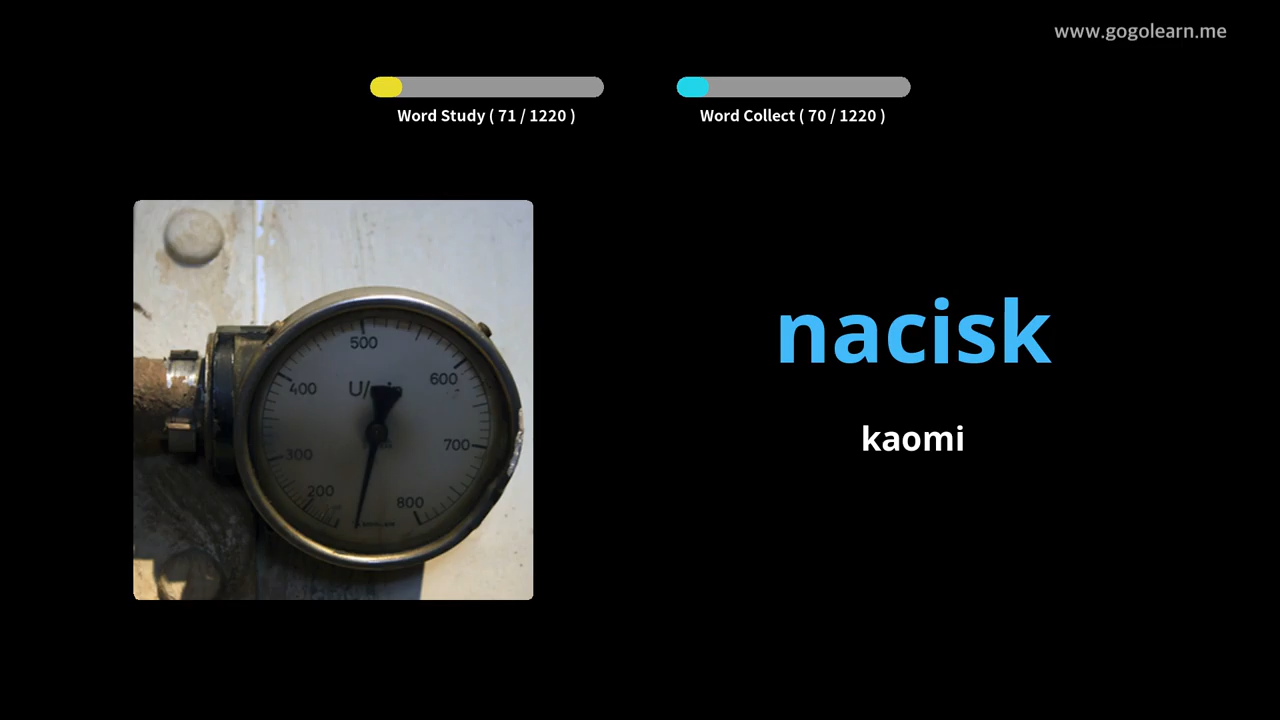 www.gogolearn.me
Word Study ( 71 / 1220 )
Word Collect ( 70 / 1220 )
500
400
600
300
700
200
800
nacisk
kaomi